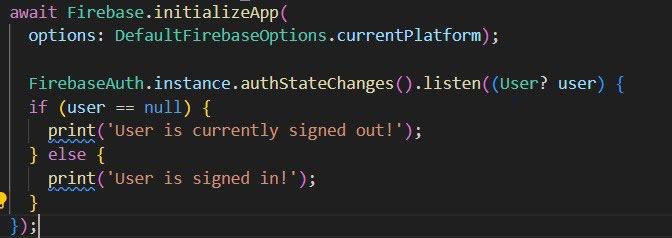 await Firebase.initializeApp(
options: DefaultFirebaseOptions.currentPlatform);
FirebaseAuth.instance.authStateChanges().listen((User? user) {
if (user == null) {
print('User is currently signed out!');
} else {
print('User is signed in!');
}
});